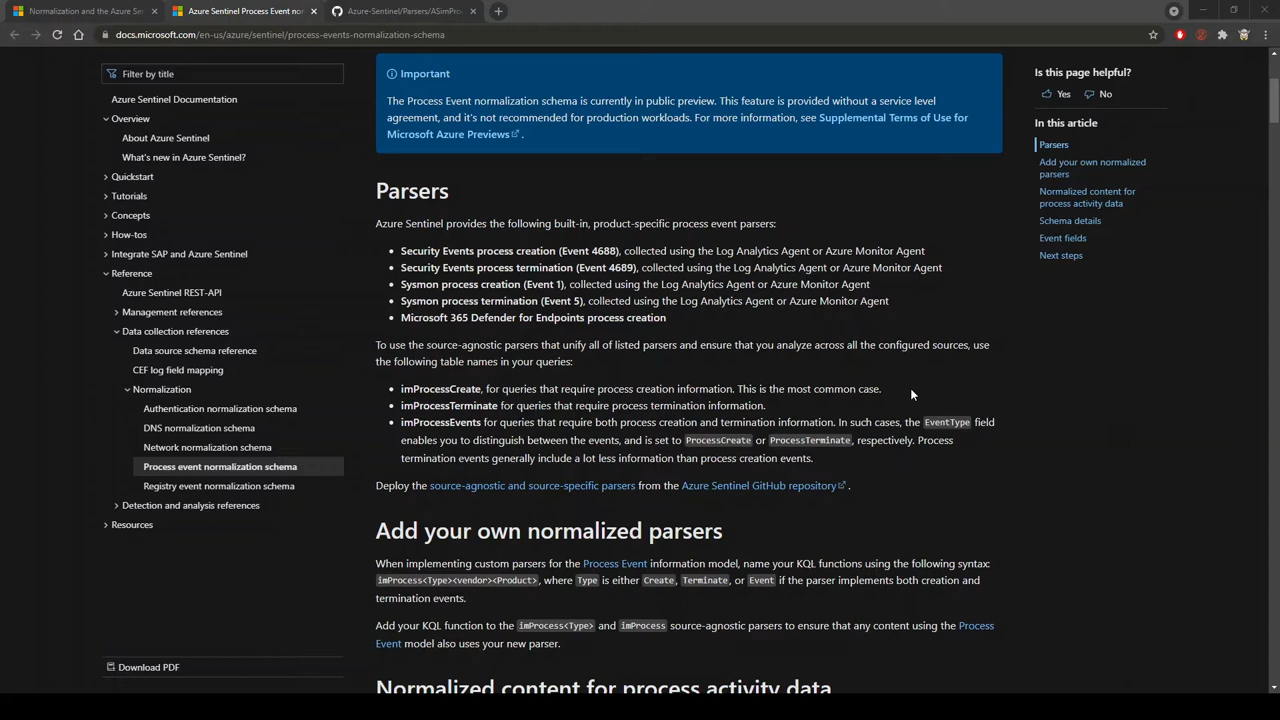 Normalization and the Azure Se
Azure Sentinel Process Event nor
Azure-Sentinel/Parsers/ASimPro
docs.microsoft.com/en-us/azure/sentinel/process-events-normalization-schema
Filter by title
Azure Sentinel Documentation
Overview
About Azure Sentinel
What's new in Azure Sentinel?
Quickstart
Tutorials
Concepts
How-tos
Integrate SAP and Azure Sentinel
Reference
Azure Sentinel REST-API
Management references
Data collection references
Data source schema reference
CEF log field mapping
Normalization
Authentication normalization schema
DNS normalization schema
Network normalization schema
Process event normalization schema
Registry event normalization schema
Detection and analysis references
Resources
Download PDF
Important
The Process Event normalization schema is currently in public preview. This feature is provided without a service level
agreement, and it's not recommended for production workloads. For more information, see Supplemental Terms of Use for
Microsoft Azure Previews .
Parsers
Azure Sentinel provides the following built-in, product-specific process event parsers:
• Security Events process creation (Event 4688), collected using the Log Analytics Agent or Azure Monitor Agent
• Security Events process termination (Event 4689), collected using the Log Analytics Agent or Azure Monitor Agent
• Sysmon process creation (Event 1), collected using the Log Analytics Agent or Azure Monitor Agent
• Sysmon process termination (Event 5), collected using the Log Analytics Agent or Azure Monitor Agent
• Microsoft 365 Defender for Endpoints process creation
To use the source-agnostic parsers that unify all of listed parsers and ensure that you analyze across all the configured sources, use
the following table names in your queries:
• imProcessCreate, for queries that require process creation information. This is the most common case.
• imProcessTerminate for queries that require process termination information.
• imProcessEvents for queries that require both process creation and termination information. In such cases, the EventType field
enables you to distinguish between the events, and is set to ProcessCreate or ProcessTerminate, respectively. Process
termination events generally include a lot less information than process creation events.
Deploy the source-agnostic and source-specific parsers from the Azure Sentinel GitHub repository .
Add your own normalized parsers
When implementing custom parsers for the Process Event information model, name your KQL functions using the following syntax:
imProcess<Type><vendor><Product>, where Type is either Create, Terminate, or Event if the parser implements both creation and
termination events.
Add your KQL function to the imProcess<Type> and imProcess source-agnostic parsers to ensure that any content using the Process
Event model also uses your new parser.
Normalized content for process activity data
Is this page helpful?
Yes No
In this article
Parsers
Add your own normalized
parsers
Normalized content for
process activity data
Schema details
Event fields
Next steps